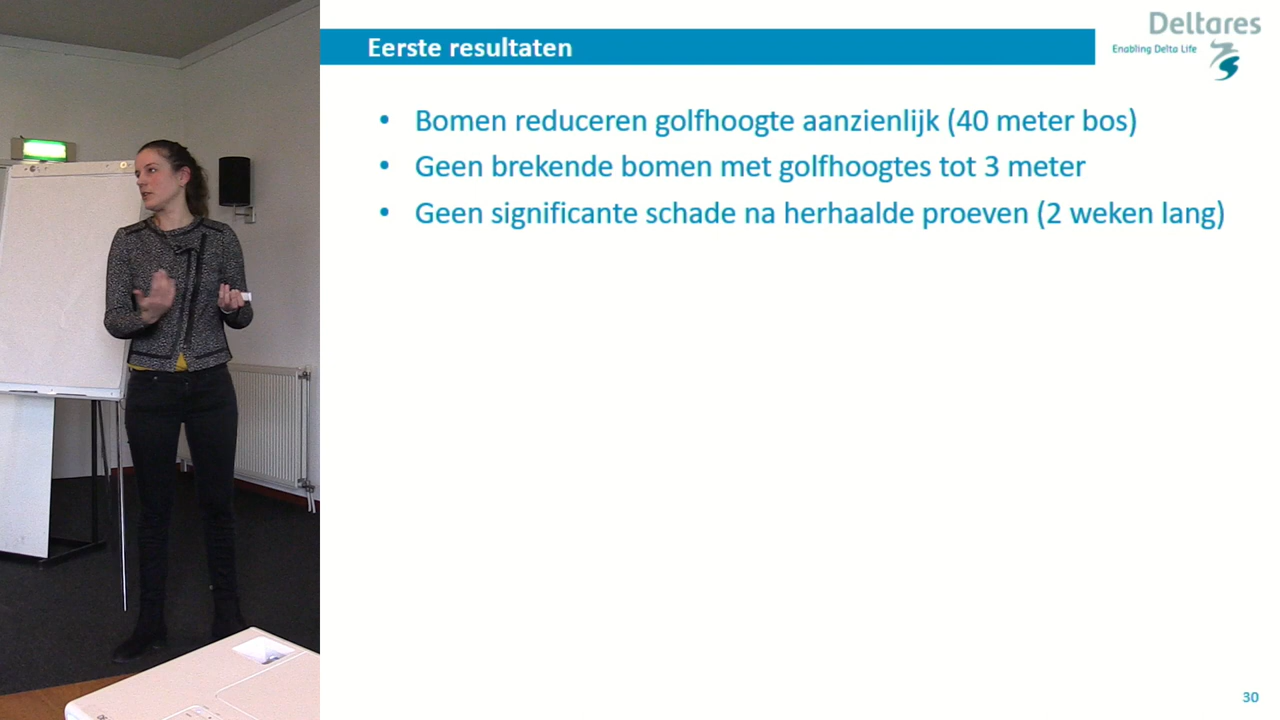 Eerste resultaten
Deltares
Enabling Delta Life
• Bomen reduceren golfhoogte aanzienlijk (40 meter bos)
• Geen brekende bomen met golfhoogtes tot 3 meter
• Geen significante schade na herhaalde proeven (2 weken lang)
30